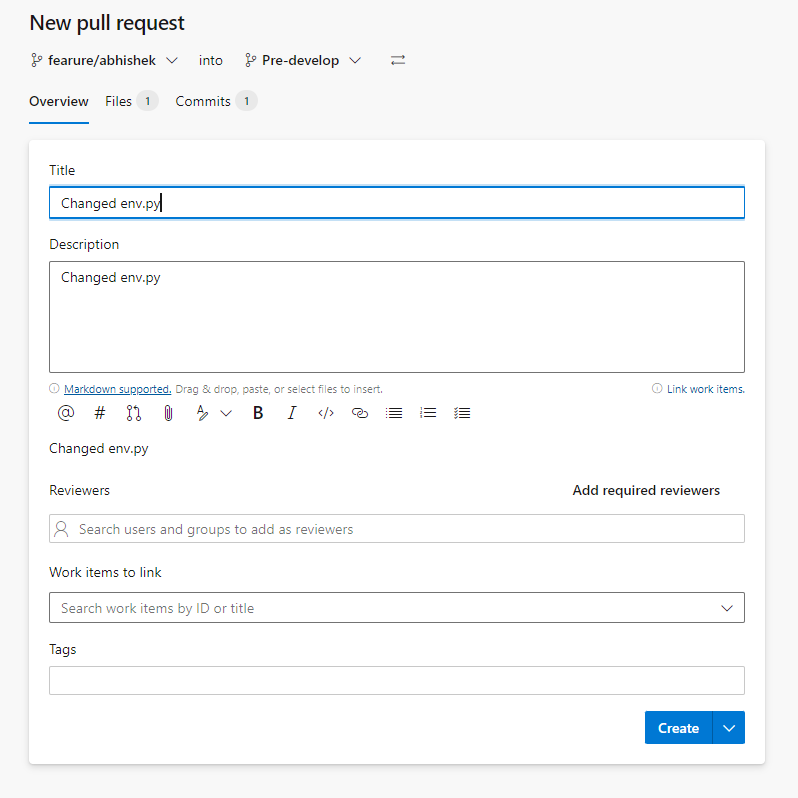 New pull request
fearure/abhishek into Pre-develop
Overview Files 1 Commits 1
Title
Changed env.py
Description
Changed env.py
Markdown supported. Drag & drop, paste, or select files to insert. Link work items.
@ # B I </>
Changed env.py
Reviewers Add required reviewers
Search users and groups to add as reviewers
Work items to link
Search work items by ID or title
Tags
Create